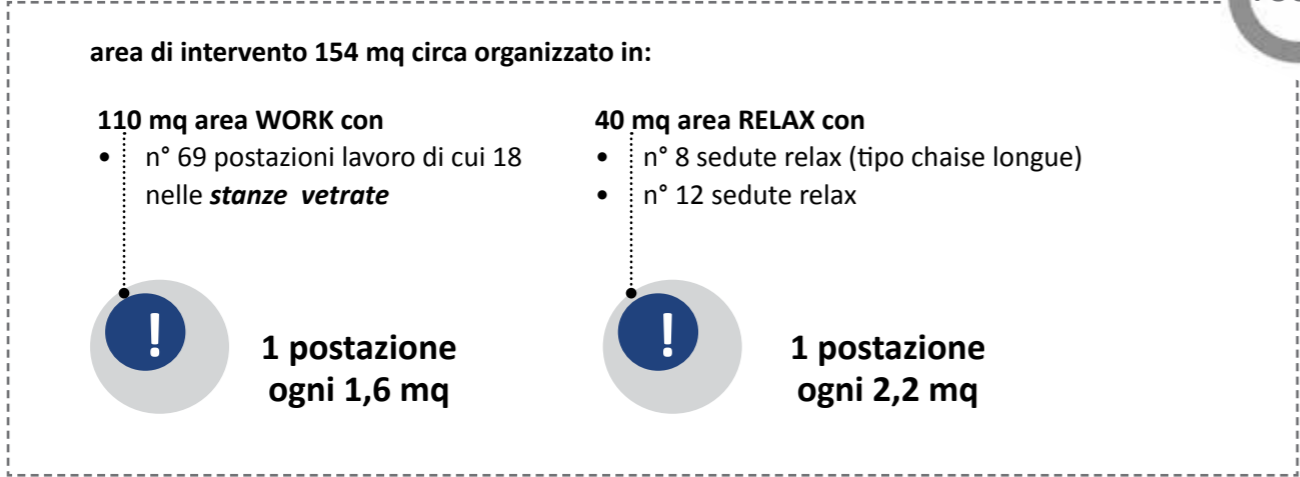 area di intervento 154 mq circa organizzato in:
110 mq area WORK con
• n° 69 postazioni lavoro di cui 18
nelle stanze vetrate
40 mq area RELAX con
• n° 8 sedute relax (tipo chaise longue)
• n° 12 sedute relax
!
1 postazione
ogni 1,6 mq
!
1 postazione
ogni 2,2 mq